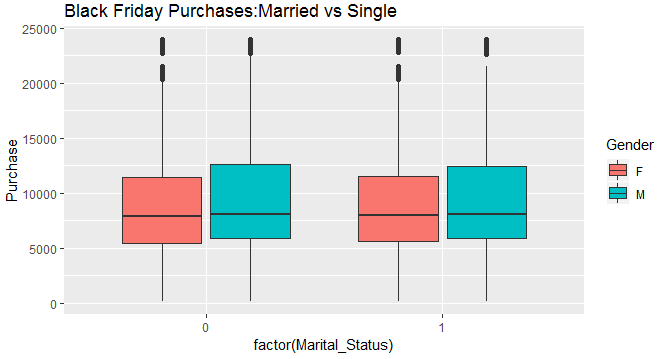 Black Friday Purchases:Married vs Single
25000
20000
15000
10000
5000
0
Purchase
0
1
factor(Marital_Status)
Gender
F
M